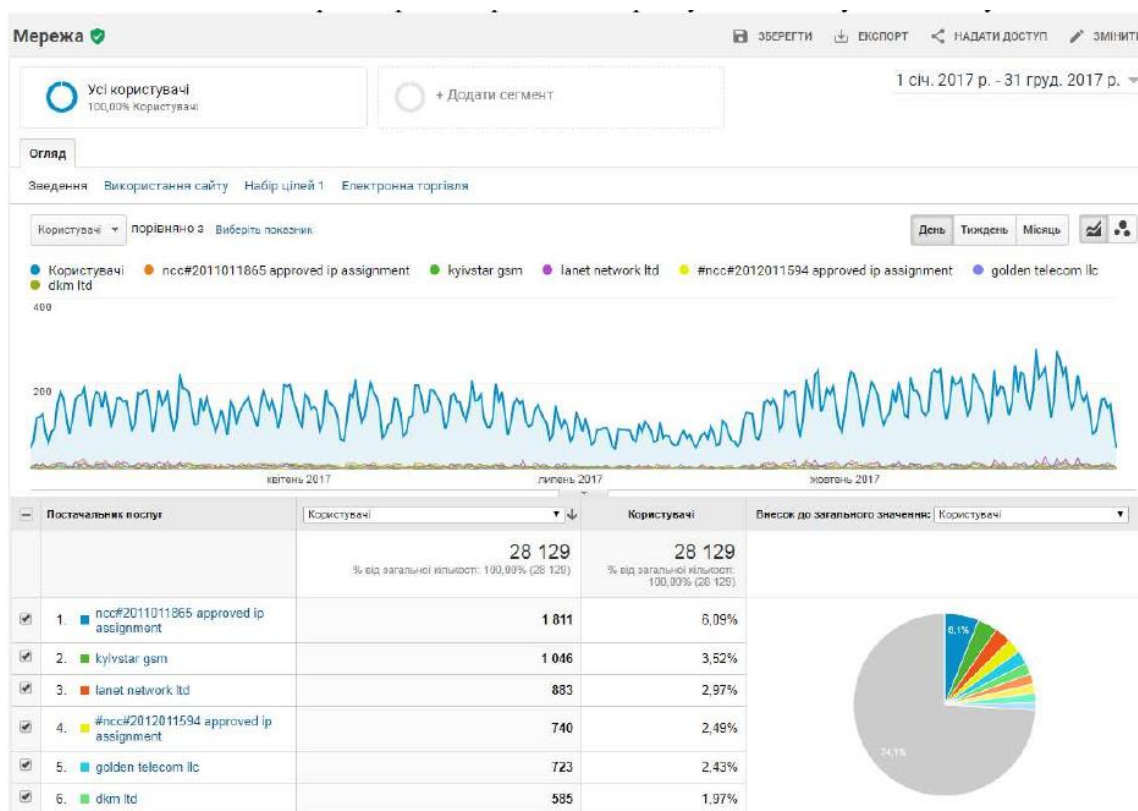 Мережа
ЗБЕРЕГТИ ЕКСПОРТ НАДАТИ ДОСТУП ЗМІНИТИ
Усі користувачі
100,00% Користувачі
+ Додати сегмент
1 січ. 2017 р. - 31 груд. 2017 р.
Огляд
Зведення Використання сайту Набір цілей 1 Електронна торгівля
Користувачі порівняно з Виберіть показник
День Тиждень Місяць
Користувачі ncc#2011011865 approved ip assignment kyivstar gsm lanet network ltd #ncc#2012011594 approved ip assignment golden telecom llc
dkm ltd
400
200
квітень 2017 липень 2017 жовтень 2017
Постачальник послуг Користувачі Користувачі Внесок до загального значення: Користувачі
28 129 28 129
% від загальної кількості: 100,00% (28 129) % від загальної кількості:
100,00% (28 129)
1. ncc#2011011865 approved ip
assignment 1 811 6,09%
2. kyivstar gsm 1 046 3,52%
3. lanet network ltd 883 2,97%
4. #ncc#2012011594 approved ip
assignment 740 2,49%
5. golden telecom llc 723 2,43%
6. dkm ltd 585 1,97%
6,1%
74,1%